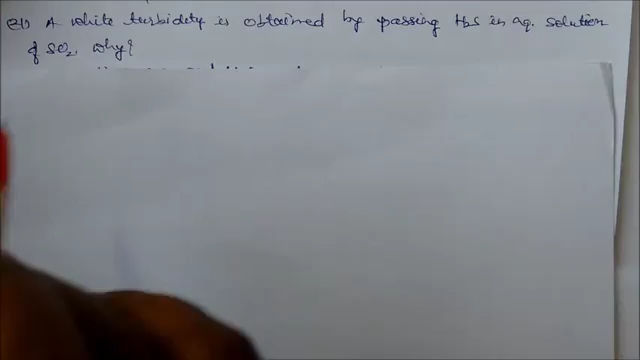 Q1) A white turbidity is obtained by passing H2S in aq. solution
of SO2, why?